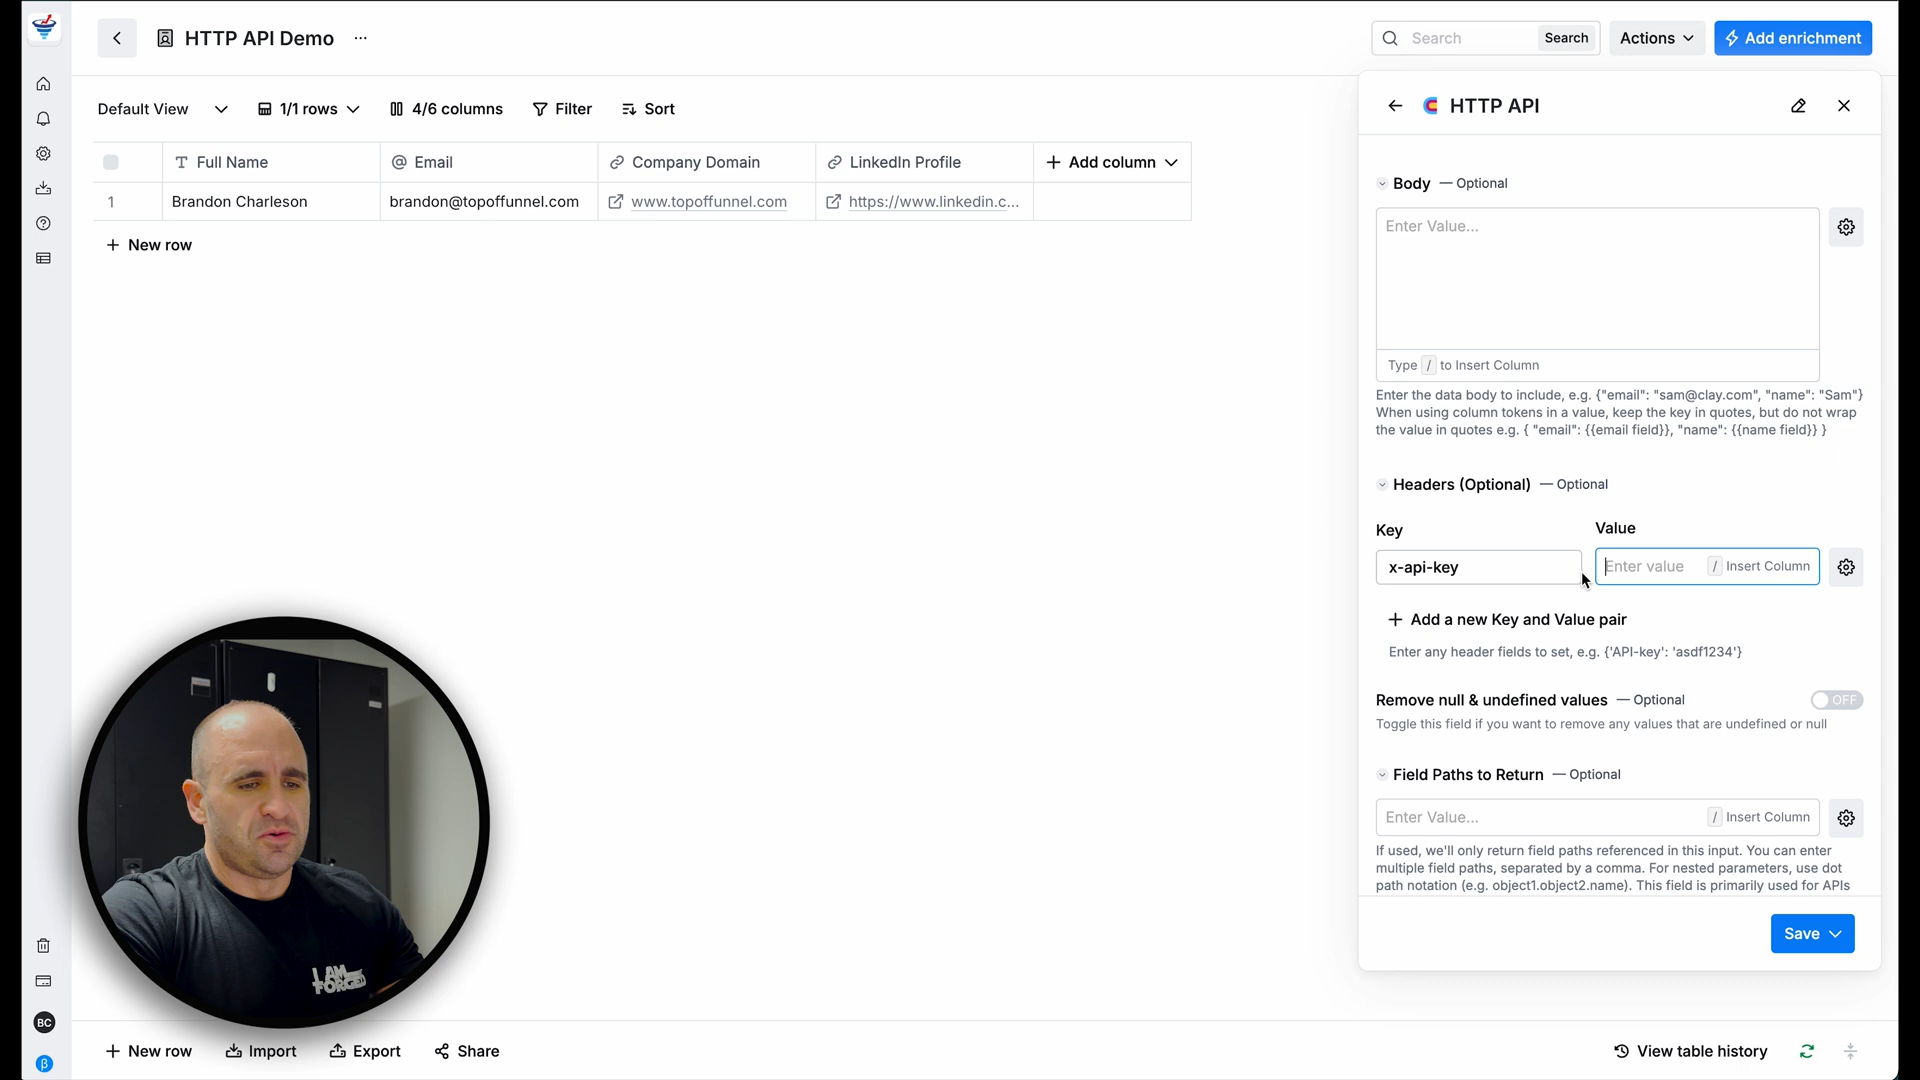 HTTP API Demo ...
Search Search Actions Add enrichment
HTTP API
Default View 1/1 rows 4/6 columns Filter Sort
Full Name Email Company Domain LinkedIn Profile + Add column
1 Brandon Charleson brandon@topoffunnel.com www.topoffunnel.com https://www.linkedin.c...
+ New row
Body — Optional
Enter Value...
Type / to Insert Column
Enter the data body to include, e.g. {"email": "sam@clay.com", "name": "Sam"}
When using column tokens in a value, keep the key in quotes, but do not wrap
the value in quotes e.g. { "email": {{email field}}, "name": {{name field}} }
Headers (Optional) — Optional
Key Value
x-api-key Enter value / Insert Column
+ Add a new Key and Value pair
Enter any header fields to set, e.g. {'API-key': 'asdf1234'}
Remove null & undefined values — Optional OFF
Toggle this field if you want to remove any values that are undefined or null
Field Paths to Return — Optional
Enter Value... / Insert Column
If used, we'll only return field paths referenced in this input. You can enter
multiple field paths, separated by a comma. For nested parameters, use dot
path notation (e.g. object1.object2.name). This field is primarily used for APIs
Save
I AM
FORGED
BC
β
+ New row Import Export Share View table history